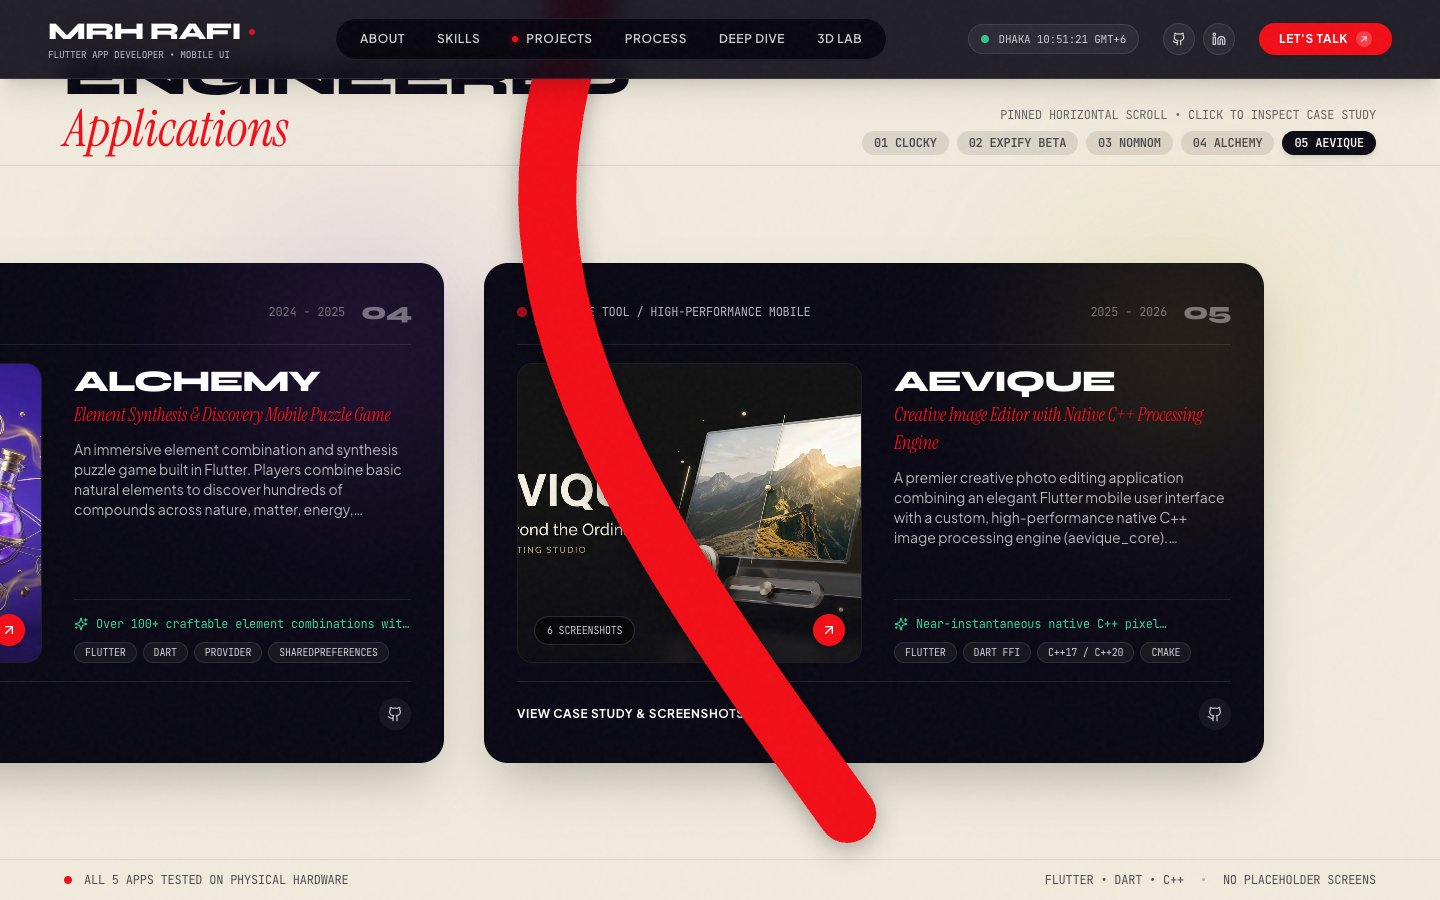 MRH RAFI
FLUTTER APP DEVELOPER • MOBILE UI
ABOUT
SKILLS
PROJECTS
PROCESS
DEEP DIVE
3D LAB
DHAKA 10:51:21 GMT+6
LET'S TALK
ENGINEERED
Applications
PINNED HORIZONTAL SCROLL • CLICK TO INSPECT CASE STUDY
01 CLOCKY
02 EXPIFY BETA
03 NOMNOM
04 ALCHEMY
05 AEVIQUE
2024 - 2025
04
ALCHEMY
Element Synthesis & Discovery Mobile Puzzle Game
An immersive element combination and synthesis
puzzle game built in Flutter. Players combine basic
natural elements to discover hundreds of
compounds across nature, matter, energy,...
Over 100+ craftable element combinations wit…
FLUTTER
DART
PROVIDER
SHAREDPREFERENCES
TOOL / HIGH-PERFORMANCE MOBILE
2025 - 2026
05
VIQU
ond the Ordin
TING STUDIO
6 SCREENSHOTS
AEVIQUE
Creative Image Editor with Native C++ Processing
Engine
A premier creative photo editing application
combining an elegant Flutter mobile user interface
with a custom, high-performance native C++
image processing engine (aevique_core)....
Near-instantaneous native C++ pixel…
FLUTTER
DART FFI
C++17 / C++20
CMAKE
VIEW CASE STUDY & SCREENSHOTS
ALL 5 APPS TESTED ON PHYSICAL HARDWARE
FLUTTER • DART • C++ • NO PLACEHOLDER SCREENS